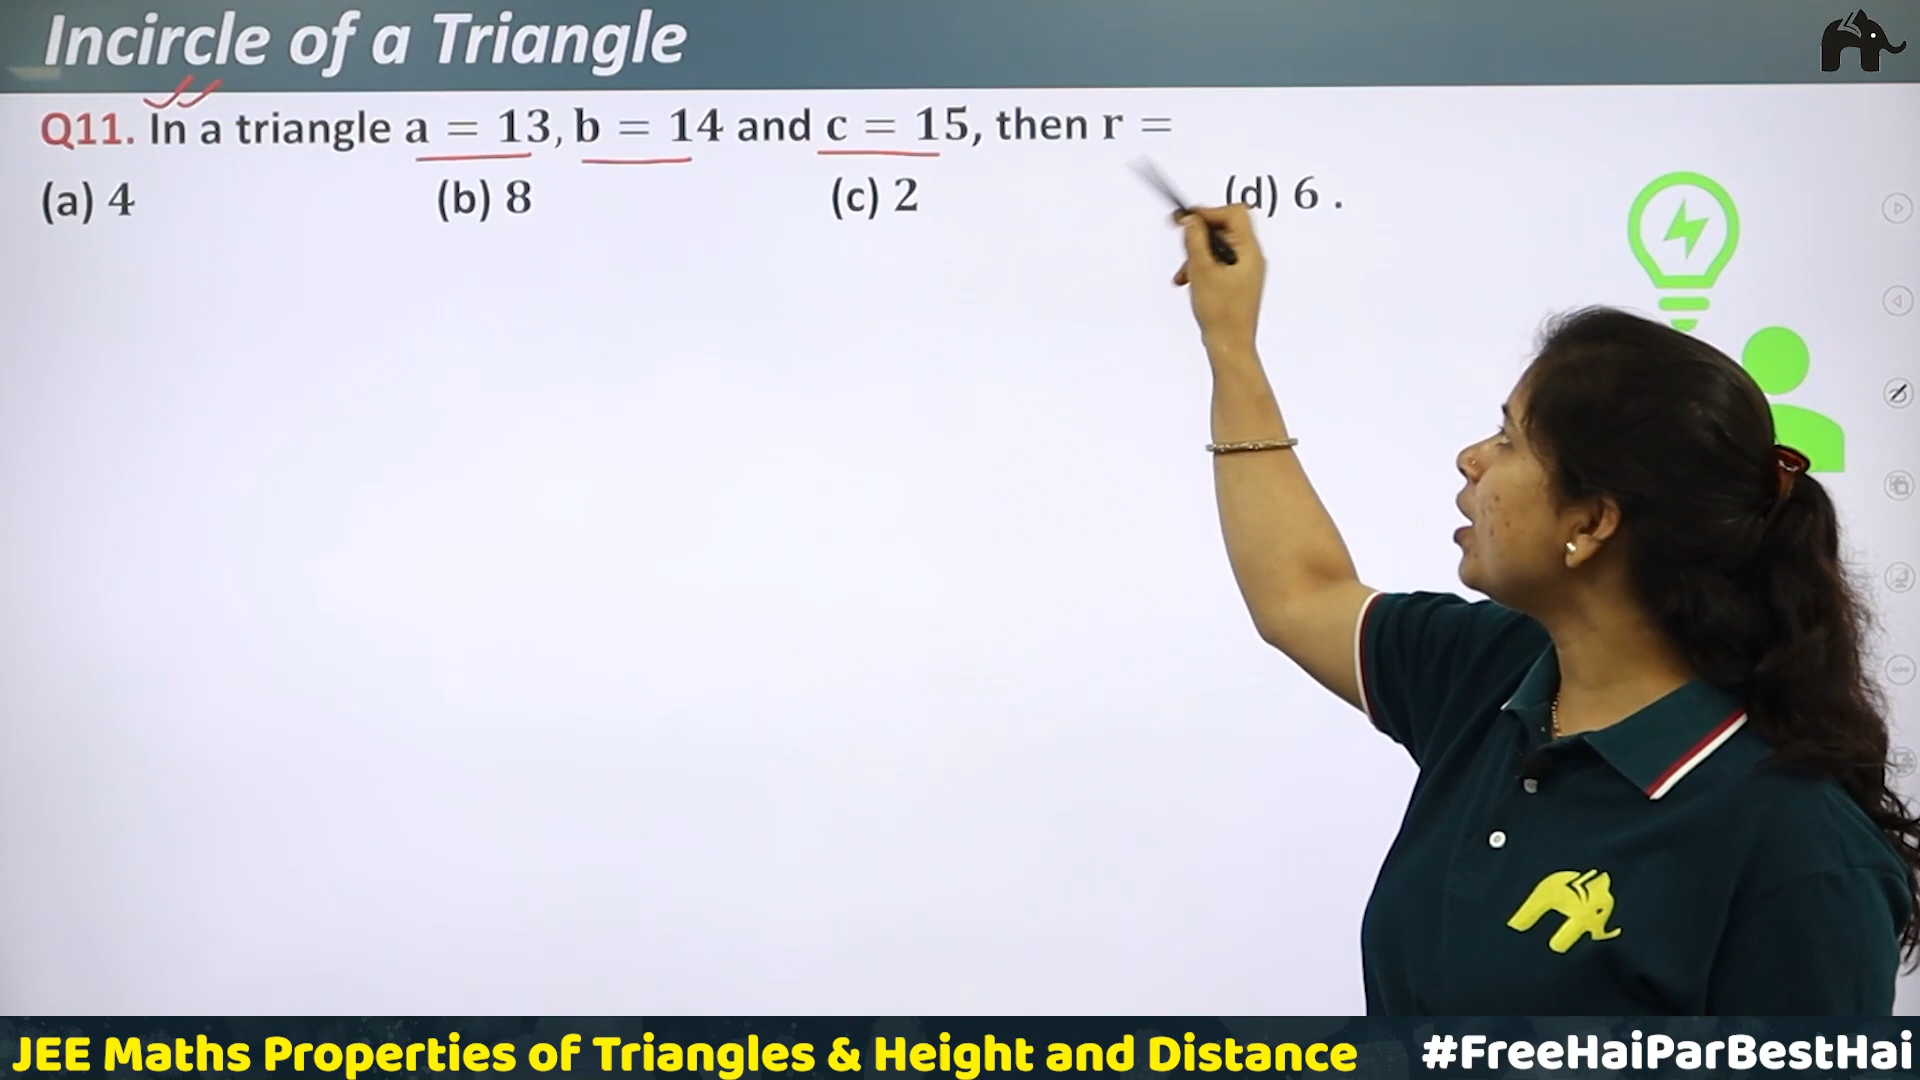 Incircle of a Triangle
Q11. In a triangle a = 13, b = 14 and c = 15, then r =
(a) 4 (b) 8 (c) 2 (d) 6 .
JEE Maths Properties of Triangles & Height and Distance #FreeHaiParBestHai